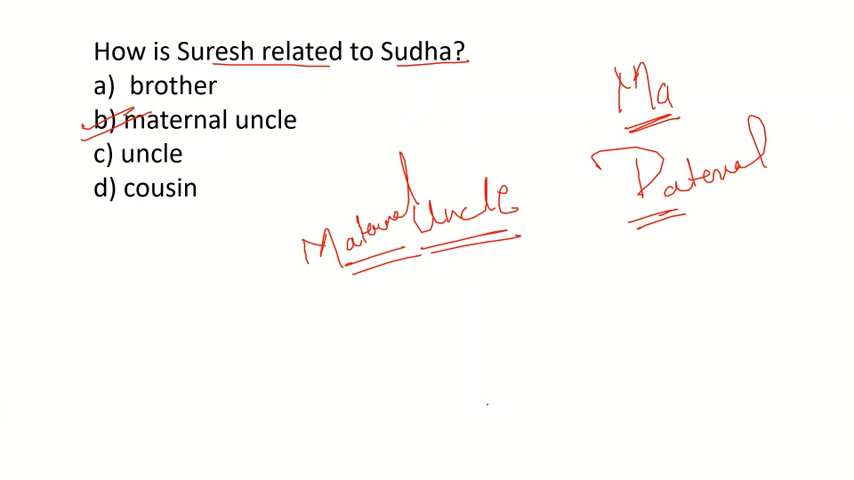 How is Suresh related to Sudha?
a) brother
b) maternal uncle
c) uncle
d) cousin
Ma
Paternal
Maternal Uncle